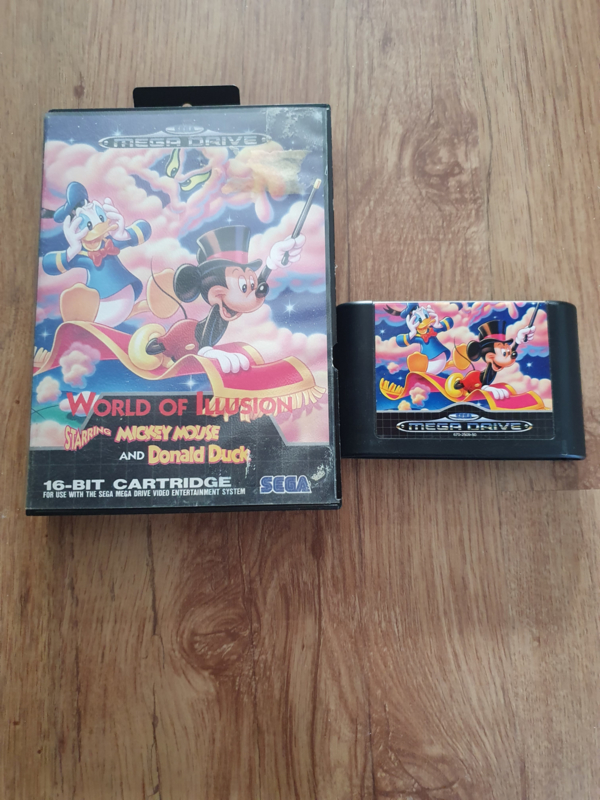 SEGA
MEGA DRIVE
WORLD OF ILLUSION
STARRING MICKEY MOUSE
AND Donald Duck
16-BIT CARTRIDGE
FOR USE WITH THE SEGA MEGA DRIVE VIDEO ENTERTAINMENT SYSTEM
SEGA
SEGA
MEGA DRIVE